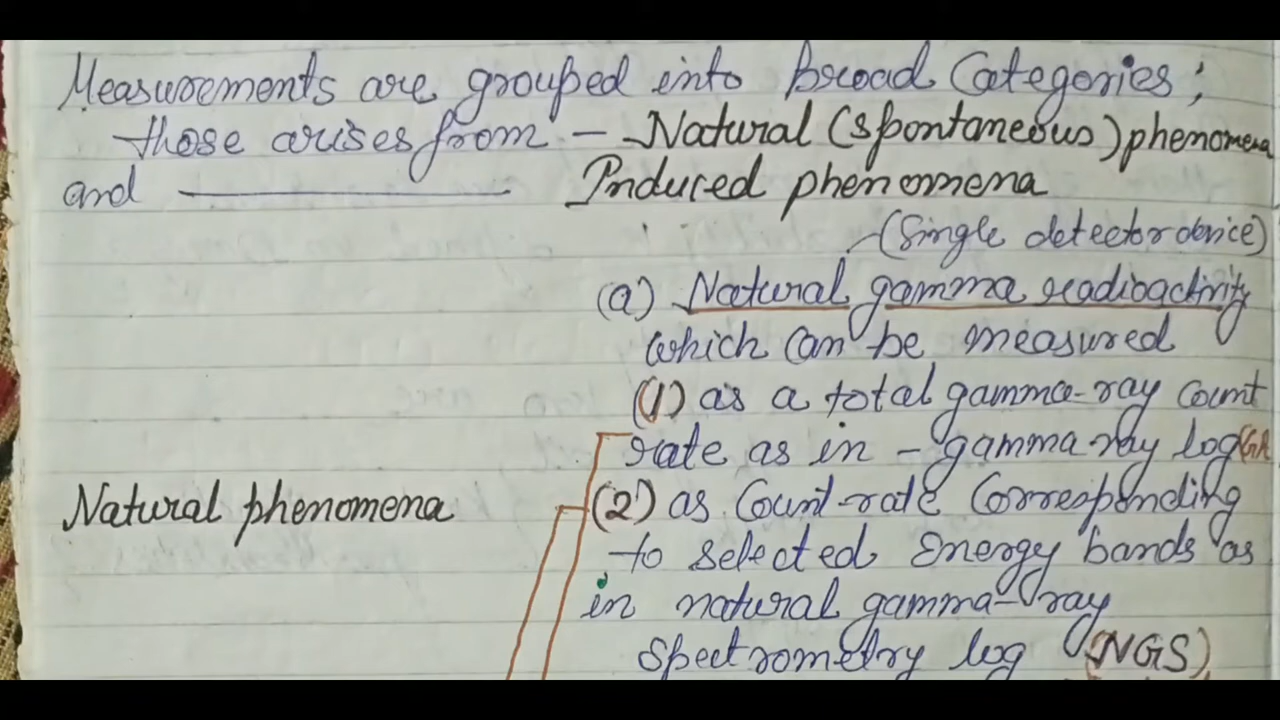 Measurements are grouped into Broad Categories;
those arises from – Natural (spontaneous) phenomena
and ———— Induced phenomena
(Single detector device)
(a) Natural gamma radioactivity
which can be measured
(1) as a total gamma-ray count
rate as in – gamma ray log (GR
Natural phenomena
(2) as Count-rate Corresponding
to selected Energy bands as
in natural gamma-ray
Spectrometry log (NGS)